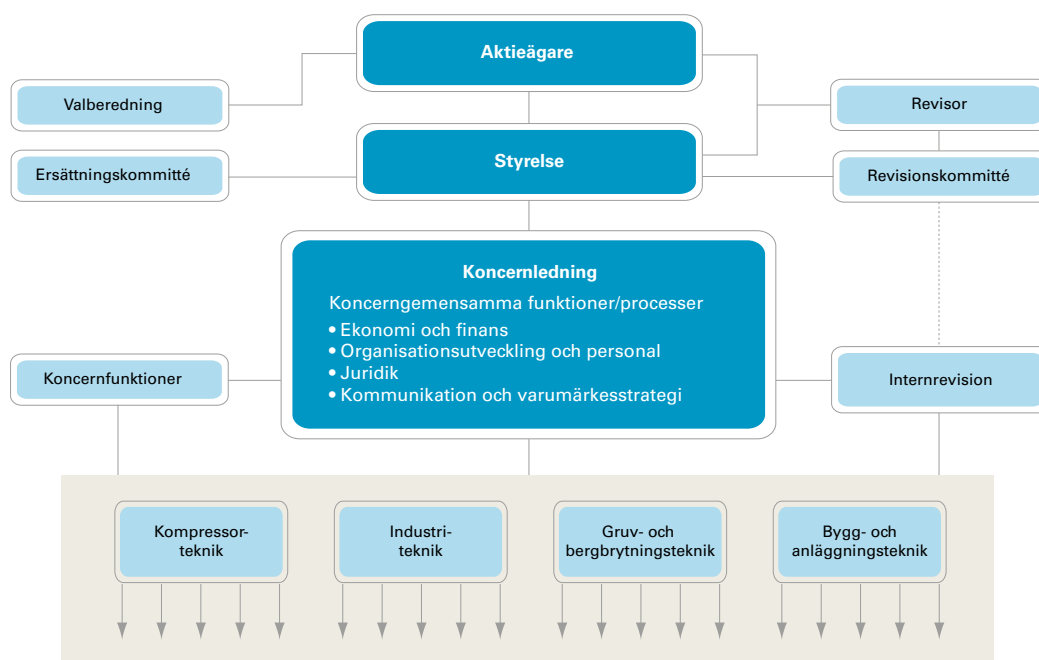 Aktieägare
Valberedning
Revisor
Styrelse
Ersättningskommitté
Revisionskommitté
Koncernledning
Koncerngemensamma funktioner/processer
• Ekonomi och finans
• Organisationsutveckling och personal
• Juridik
• Kommunikation och varumärkesstrategi
Koncernfunktioner
Internrevision
Kompressor-
teknik
Industri-
teknik
Gruv- och
bergbrytningsteknik
Bygg- och
anläggningsteknik